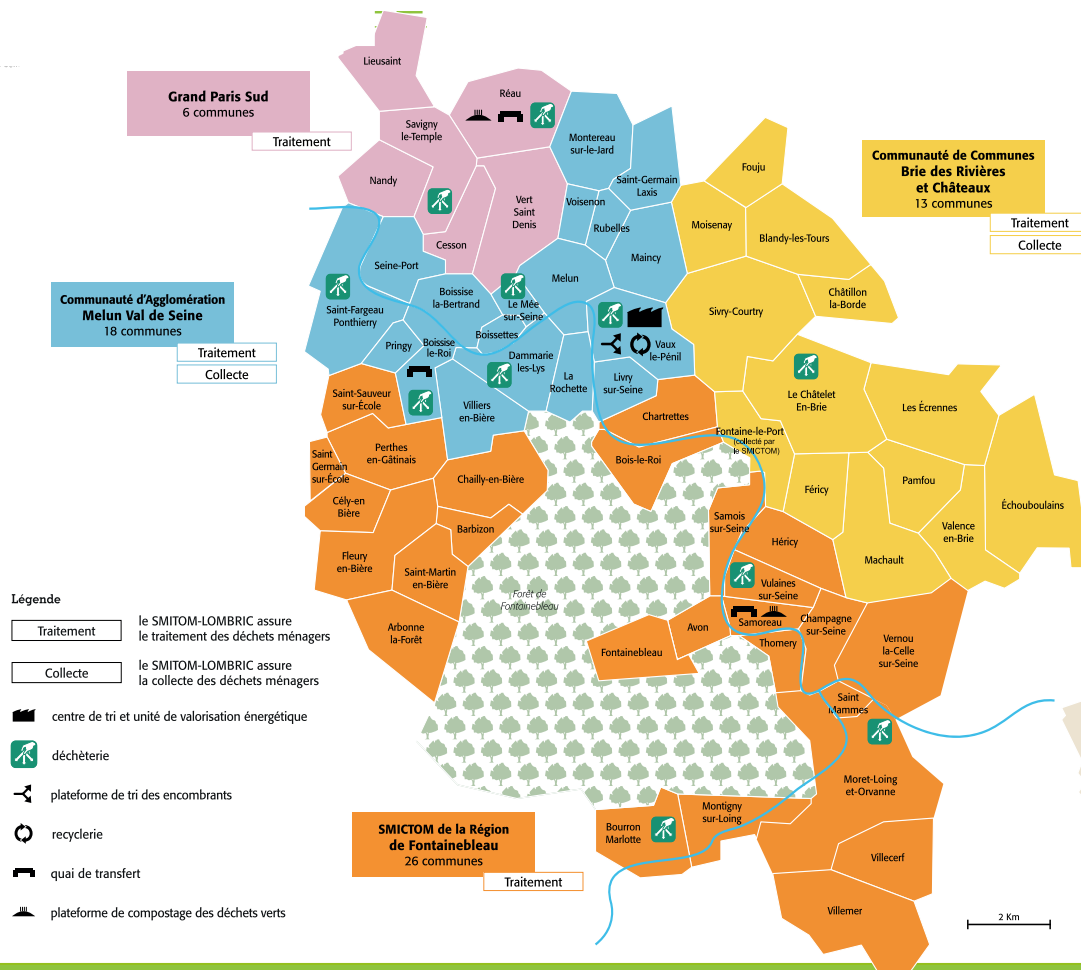 Lieusaint
Grand Paris Sud
6 communes
Traitement
Réau
Savigny
le-Temple
Nandy
Vert
Saint
Denis
Cesson
Montereau
sur-le-Jard
Saint-Germain
Laxis
Voisenon
Rubelles
Maincy
Melun
Seine-Port
Boissise
la-Bertrand
Le Mée
sur-Seine
Saint-Fargeau
Ponthierry
Boissettes
Pringy
Boissise
le-Roi
Dammarie
les-Lys
La
Rochette
Vaux
le-Pénil
Livry
sur-Seine
Villiers
en-Bière
Communauté d'Agglomération
Melun Val de Seine
18 communes
Traitement
Collecte
Communauté de Communes
Brie des Rivières
et Châteaux
13 communes
Traitement
Collecte
Fouju
Moisenay
Blandy-les-Tours
Châtillon
la-Borde
Sivry-Courtry
Le Châtelet
En-Brie
Les Écrennes
Fontaine-le-Port
(collecté par
le SMICTOM)
Féricy
Pamfou
Échouboulains
Valence
en-Brie
Machault
Saint-Sauveur
sur-École
Perthes
en-Gâtinais
Saint
Germain
sur-École
Cély-en
Bière
Chailly-en-Bière
Barbizon
Fleury
en-Bière
Saint-Martin
en-Bière
Arbonne
la-Forêt
Chartrettes
Bois-le-Roi
Samois
sur-Seine
Héricy
Vulaines
sur-Seine
Samoreau
Champagne
sur-Seine
Avon
Thomery
Fontainebleau
Vernou
la-Celle
sur-Seine
Saint
Mammes
Moret-Loing
et-Orvanne
Montigny
sur-Loing
Bourron
Marlotte
Villecerf
Villemer
Forêt de
Fontainebleau
SMICTOM de la Région
de Fontainebleau
26 communes
Traitement
Légende
Traitement
le SMITOM-LOMBRIC assure
le traitement des déchets ménagers
Collecte
le SMITOM-LOMBRIC assure
la collecte des déchets ménagers
centre de tri et unité de valorisation énergétique
déchèterie
plateforme de tri des encombrants
recyclerie
quai de transfert
plateforme de compostage des déchets verts
2 Km